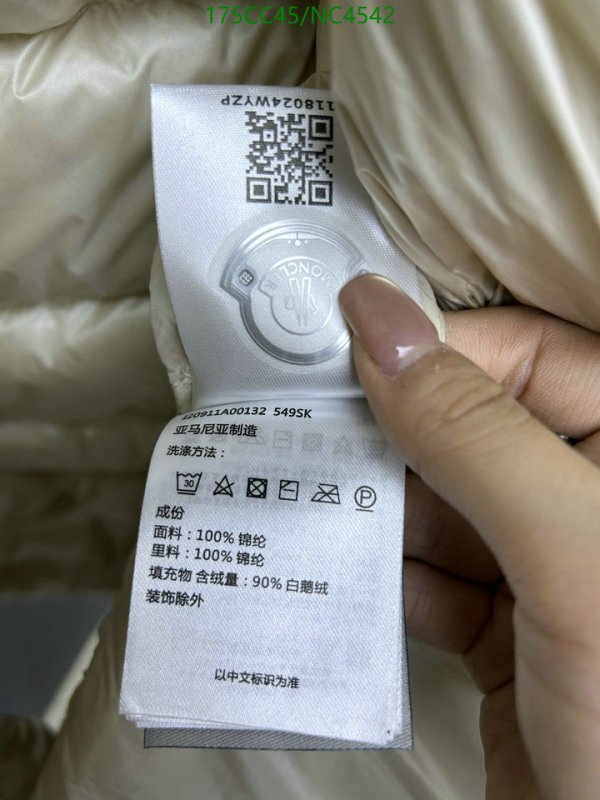 175CC45/NC4542
118024WYZP
MONCLER
I20911A00132 549SK
亚马尼亚制造
洗涤方法：
30
P
成份
面料：100% 锦纶
里料：100% 锦纶
填充物 含绒量：90% 白鹅绒
装饰除外
以中文标识为准